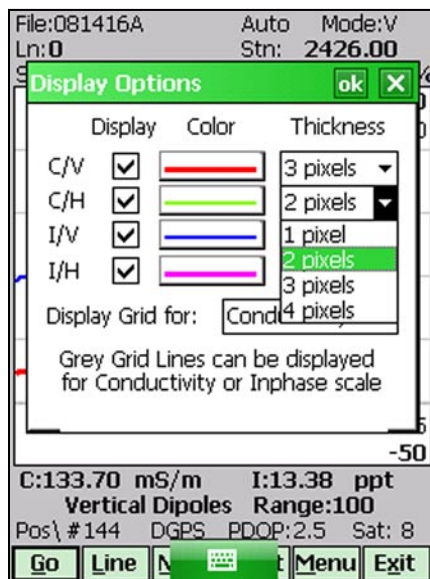 File:081416A Auto Mode:V
Ln:0 Stn: 2426.00
Display Options ok X
Display Color Thickness
C/V 3 pixels
C/H 2 pixels
I/V 1 pixel
2 pixels
I/H 3 pixels
4 pixels
Display Grid for:
Grey Grid Lines can be displayed
for Conductivity or Inphase scale
-50
C:133.70 mS/m I:13.38 ppt
Vertical Dipoles Range:100
Pos\ #144 DGPS PDOP:2.5 Sat: 8
Go Line Menu Exit